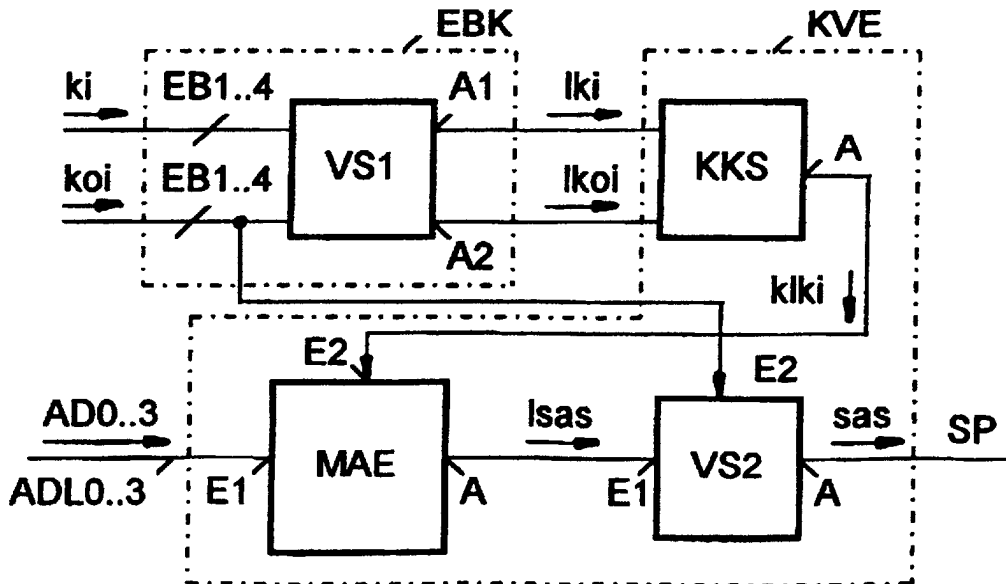 EBK
KVE
ki
EB1..4
A1
lki
VS1
KKS
A
koi
EB1..4
lkoi
A2
klki
E2
E2
AD0..3
lsas
sas
SP
MAE
VS2
ADL0..3
E1
A
E1
A